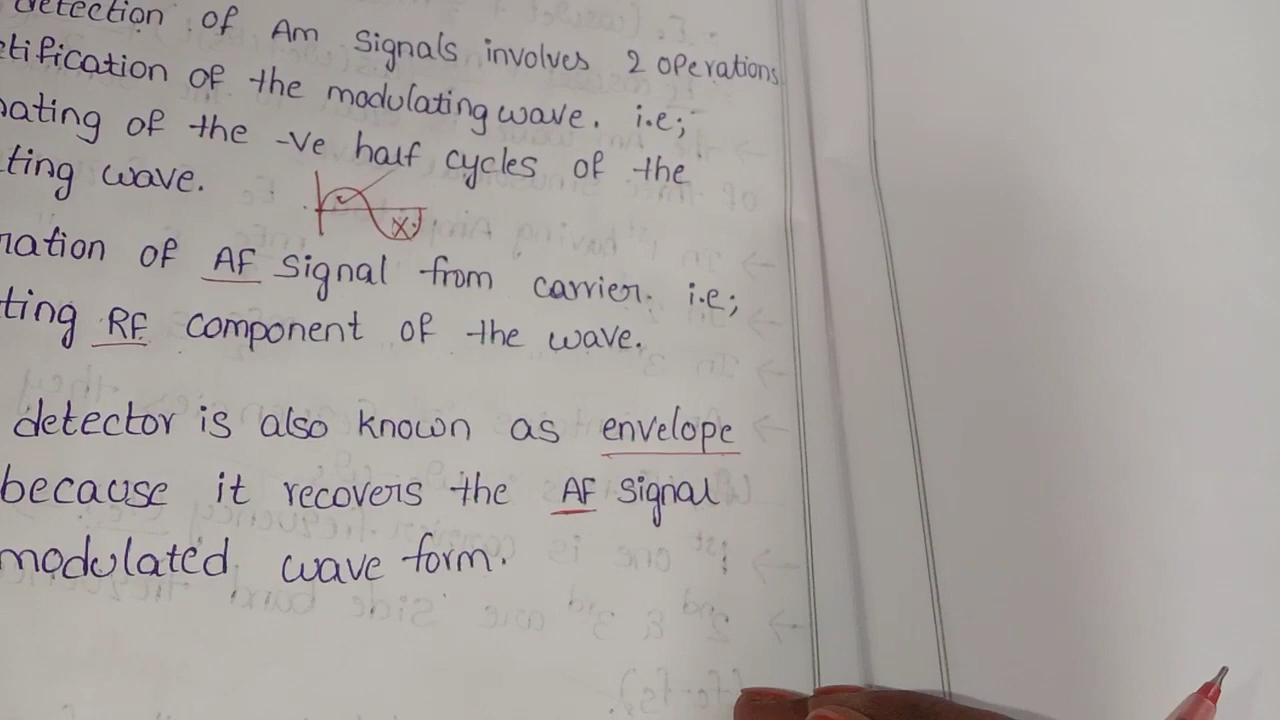 detection of Am Signals involves 2 operations
tification of the modulating wave. i.e;
nating of the -ve half cycles of the
ting wave.
ration of AF Signal from carrier. i.e;
ting RF component of the wave.
detector is also known as envelope
because it recovers the AF signal
modulated wave form.